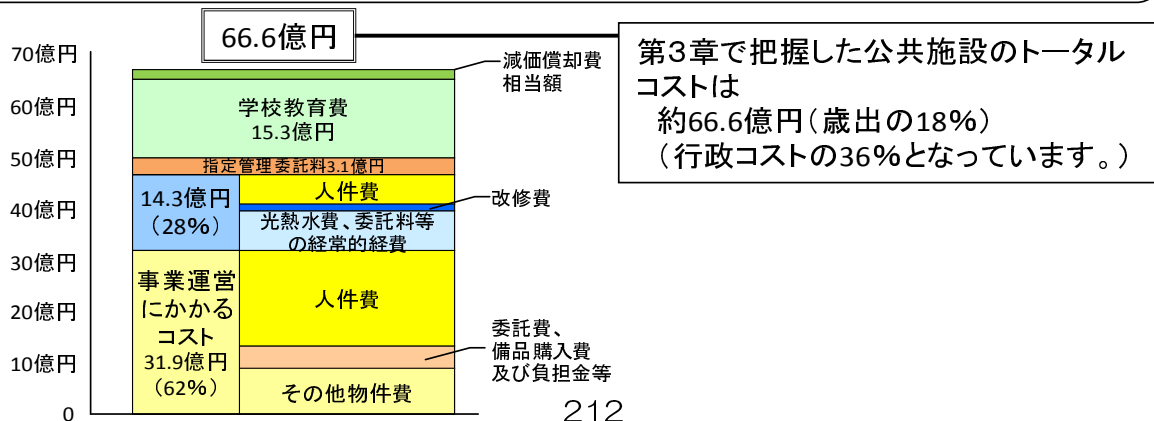 66.6億円
第3章で把握した公共施設のトータル
コストは
約66.6億円(歳出の18%)
(行政コストの36%となっています。)
70億円
60億円
50億円
40億円
30億円
20億円
10億円
0
減価償却費
相当額
学校教育費
15.3億円
指定管理委託料3.1億円
14.3億円
(28%)
人件費
改修費
光熱水費、委託料等
の経常的経費
事業運営
にかかる
コスト
31.9億円
(62%)
人件費
委託費、
備品購入費
及び負担金等
その他物件費
212